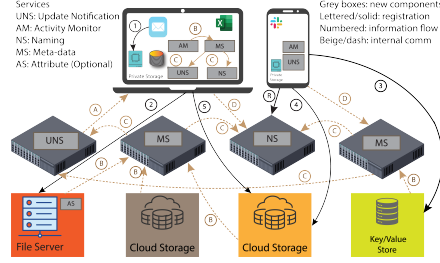 Services
UNS: Update Notification
AM: Activity Monitor
NS: Naming
MS: Meta-data
AS: Attribute (Optional)
Grey boxes: new components
Lettered/solid: registration
Numbered: information flow
Beige/dash: internal comm
1
B
AM
MS
C
C
UNS
NS
B
Private Storage
AM
Private Storage
A
2
5
D
R
4
D
3
UNS
C
MS
C
NS
C
MS
B
B
B
B
C
B
AS
File Server
Cloud Storage
Cloud Storage
Key/Value
Store